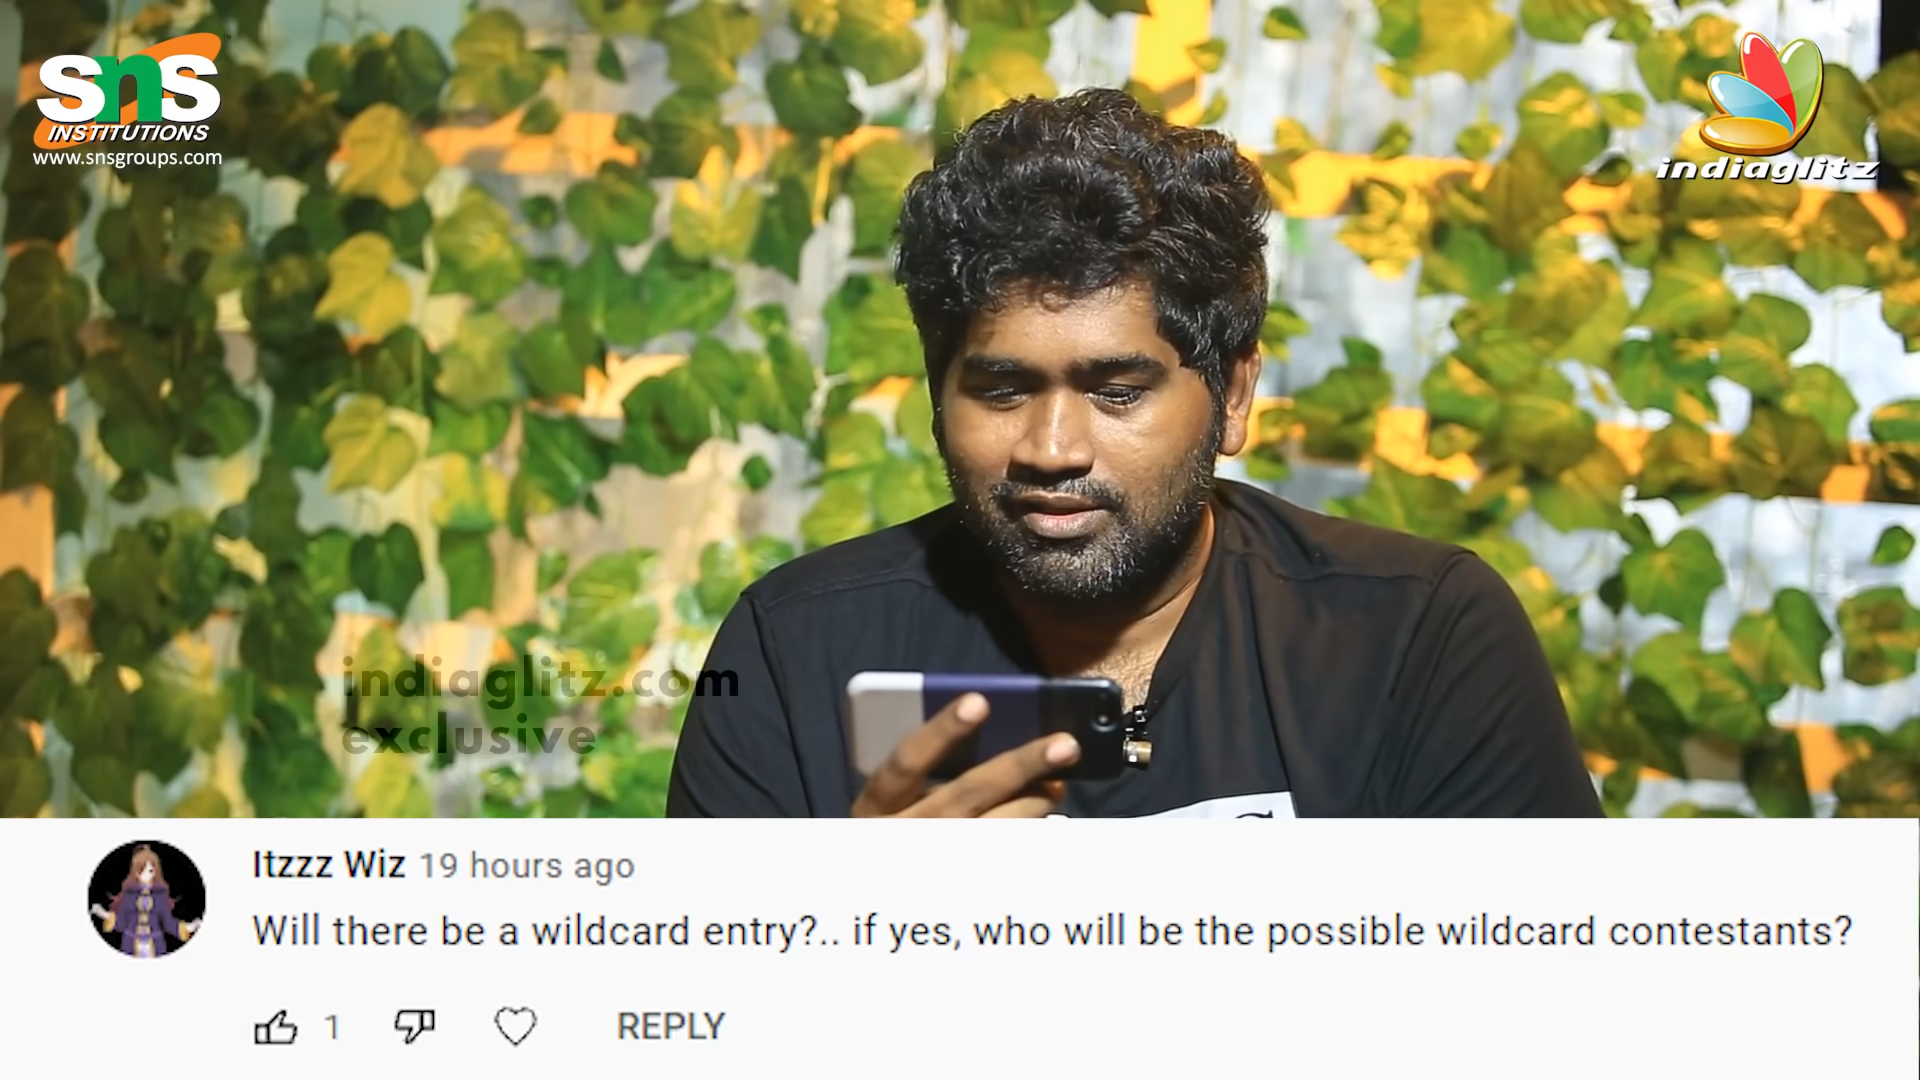 sns
INSTITUTIONS
www.snsgroups.com
indiaglitz
indiaglitz.com
exclusive
Itzzz Wiz 19 hours ago
Will there be a wildcard entry?.. if yes, who will be the possible wildcard contestants?
1
REPLY